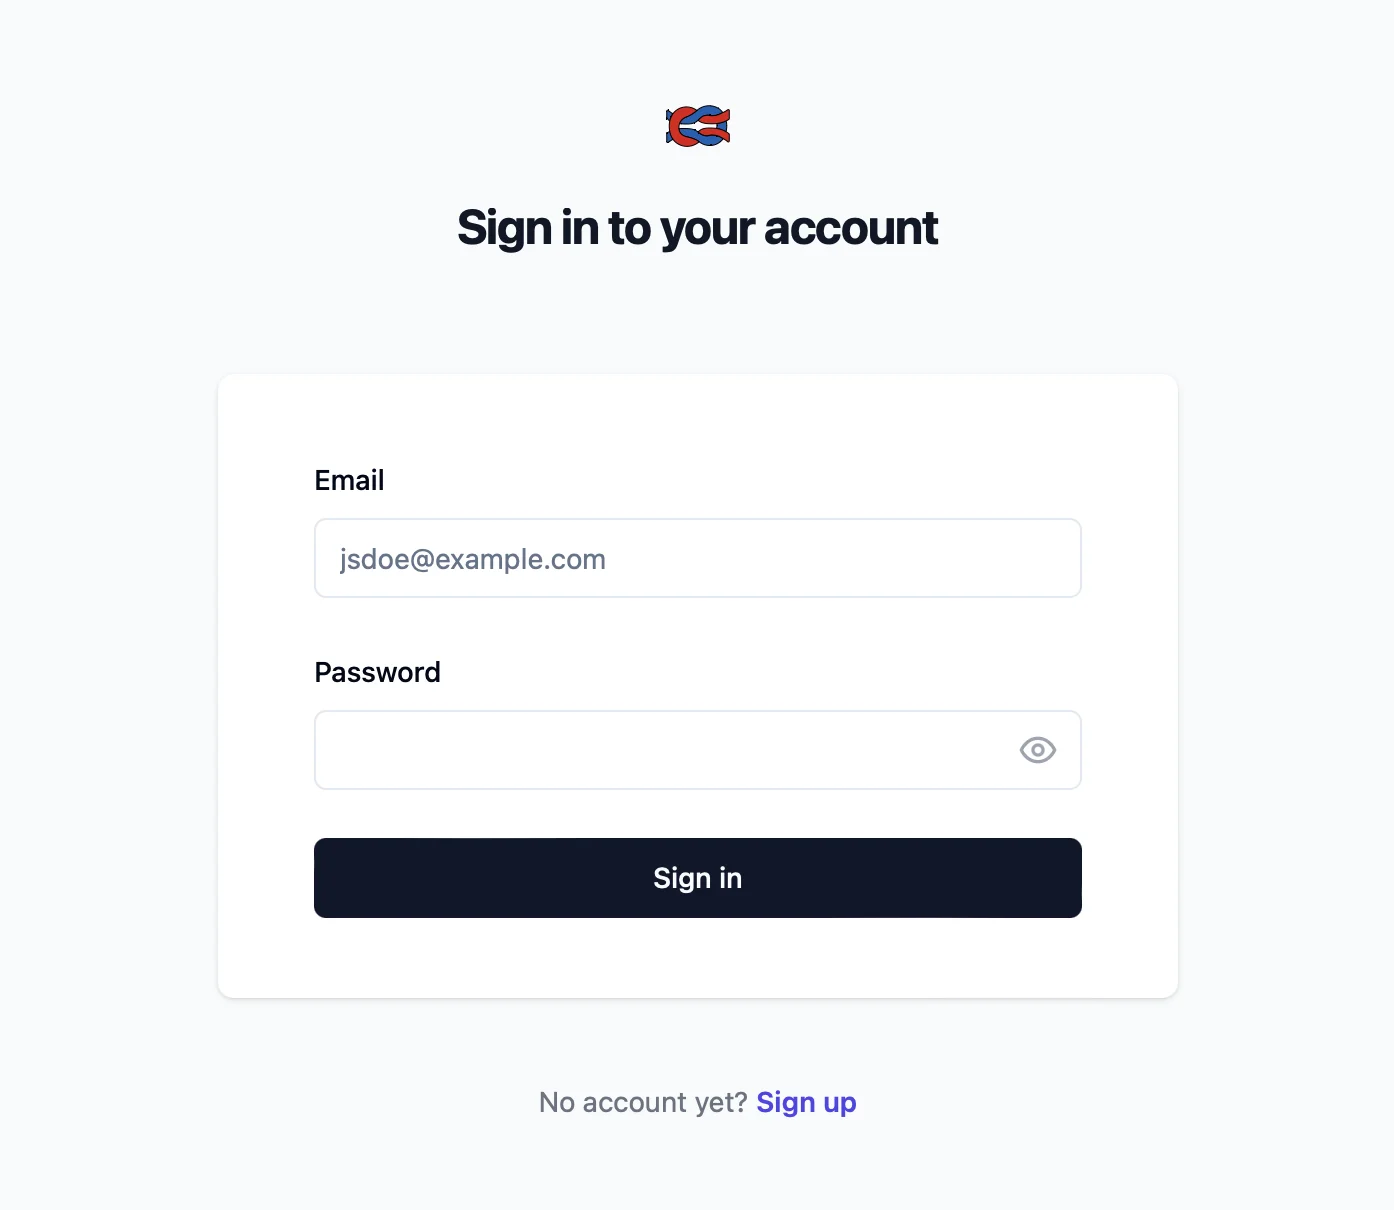 Sign in to your account
Email
jsdoe@example.com
Password
Sign in
No account yet? Sign up